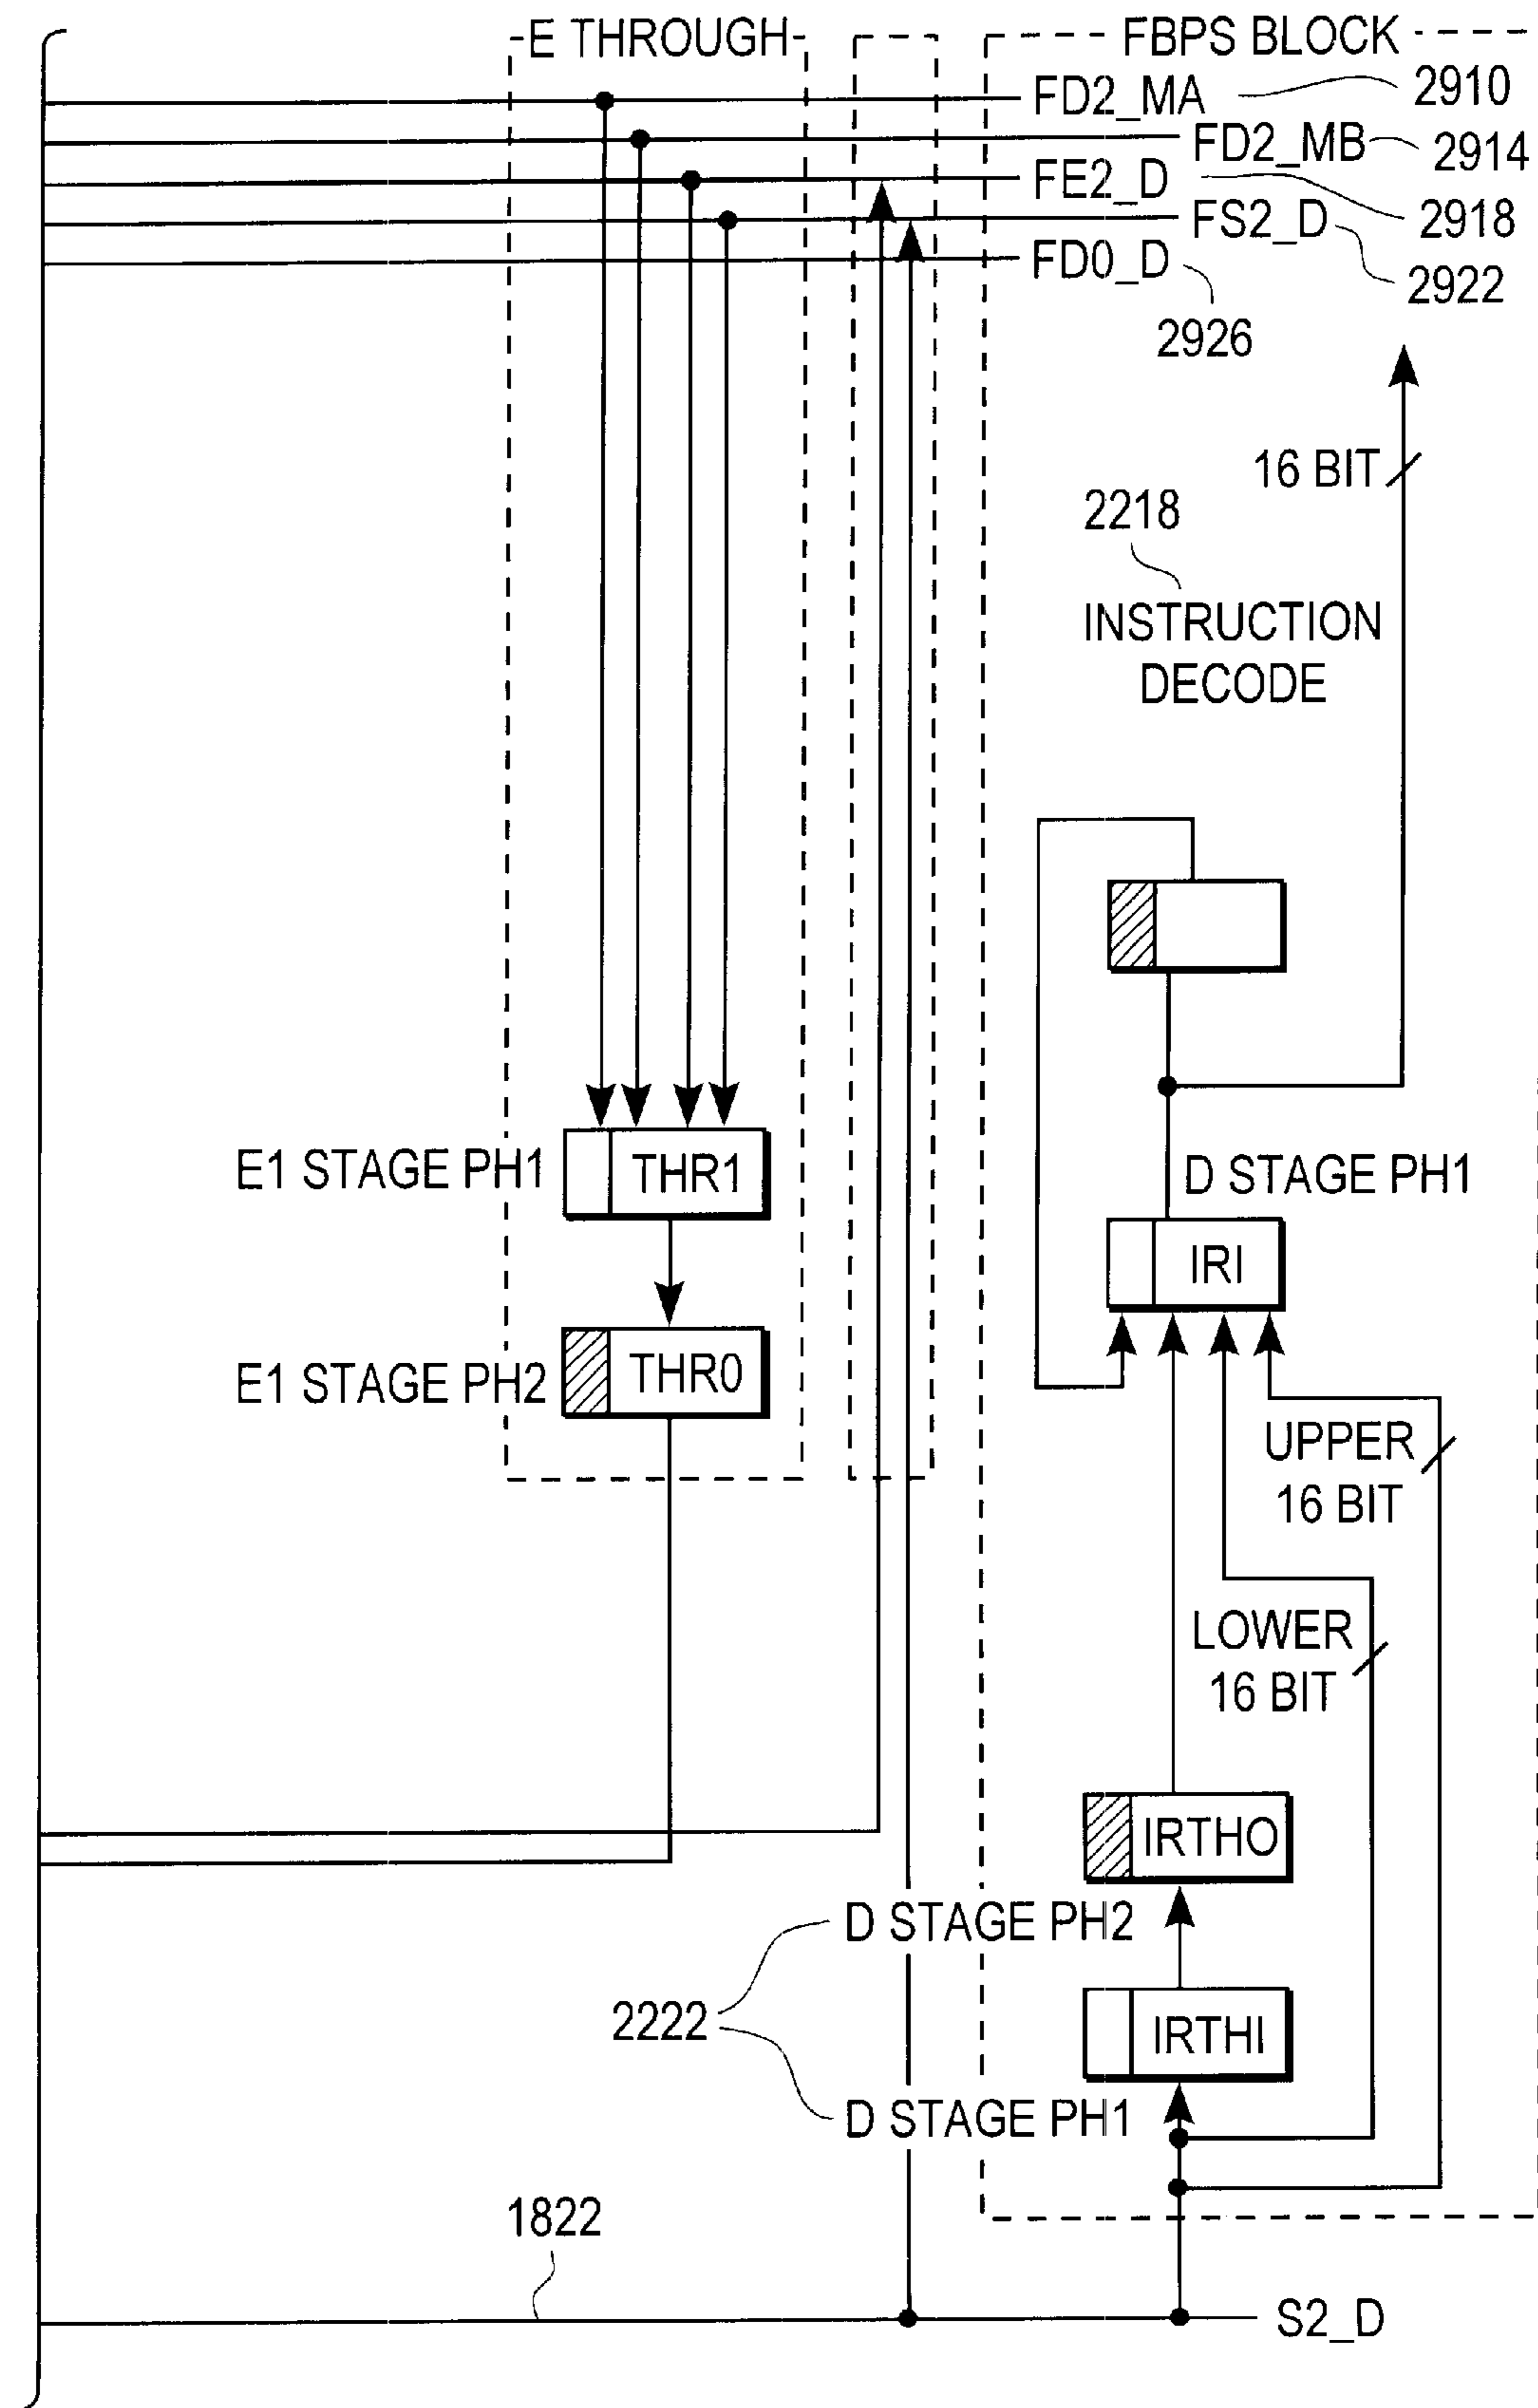 E THROUGH
FBPS BLOCK
FD2_MA
2910
FD2_MB
2914
FE2_D
2918
FS2_D
2922
FD0_D
2926
16 BIT
2218
INSTRUCTION
DECODE
E1 STAGE PH1
THR1
D STAGE PH1
IRI
E1 STAGE PH2
THR0
UPPER
16 BIT
LOWER
16 BIT
IRTHO
D STAGE PH2
2222
IRTHI
D STAGE PH1
1822
S2_D